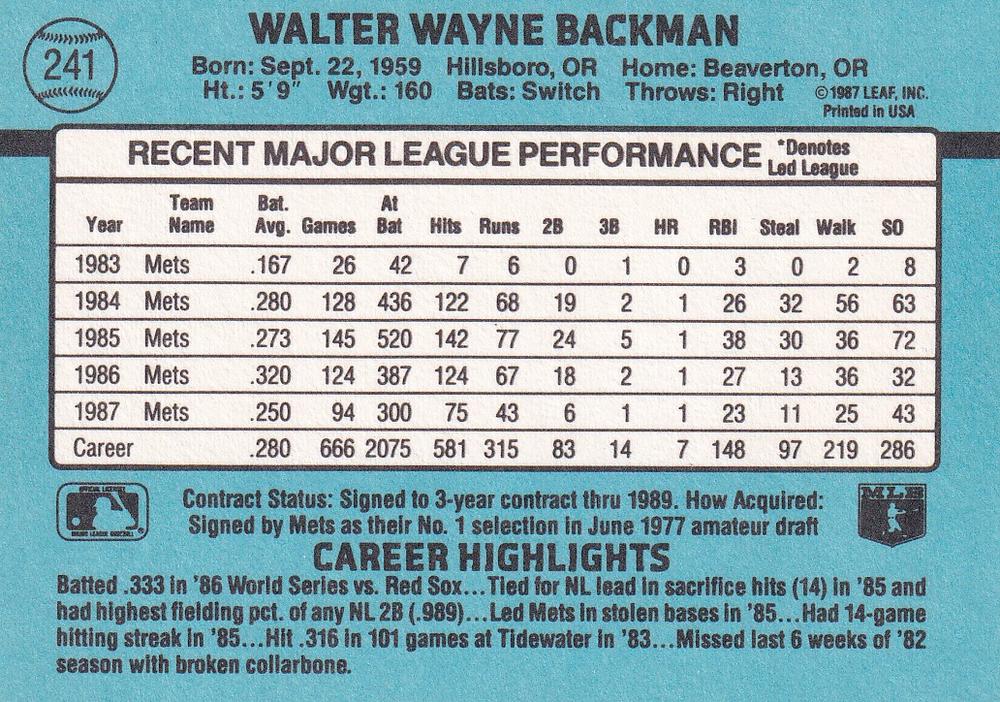 241
WALTER WAYNE BACKMAN
Born: Sept. 22, 1959 Hillsboro, OR Home: Beaverton, OR
Ht.: 5'9" Wgt.: 160 Bats: Switch Throws: Right
©1987 LEAF, INC.
Printed in USA
RECENT MAJOR LEAGUE PERFORMANCE *Denotes
Led League
Year Team Name Bat. Avg. Games At Bat Hits Runs 2B 3B HR RBI Steal Walk SO
1983 Mets .167 26 42 7 6 0 1 0 3 0 2 8
1984 Mets .280 128 436 122 68 19 2 1 26 32 56 63
1985 Mets .273 145 520 142 77 24 5 1 38 30 36 72
1986 Mets .320 124 387 124 67 18 2 1 27 13 36 32
1987 Mets .250 94 300 75 43 6 1 1 23 11 25 43
Career .280 666 2075 581 315 83 14 7 148 97 219 286
OFFICIAL LICENSEE
MAJOR LEAGUE BASEBALL
MLB
Contract Status: Signed to 3-year contract thru 1989. How Acquired:
Signed by Mets as their No. 1 selection in June 1977 amateur draft
CAREER HIGHLIGHTS
Batted .333 in '86 World Series vs. Red Sox...Tied for NL lead in sacrifice hits (14) in '85 and
had highest fielding pct. of any NL 2B (.989)...Led Mets in stolen bases in '85...Had 14-game
hitting streak in '85...Hit .316 in 101 games at Tidewater in '83...Missed last 6 weeks of '82
season with broken collarbone.